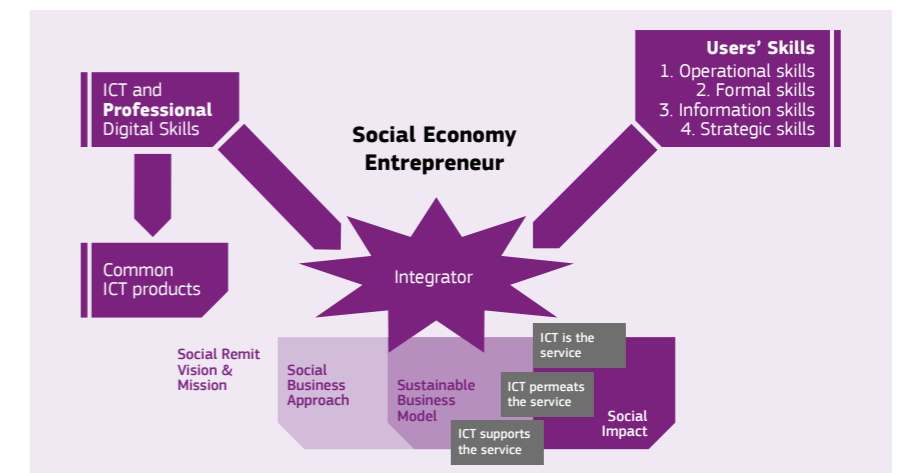 ICT and
Professional
Digital Skills
Users’ Skills
1. Operational skills
2. Formal skills
3. Information skills
4. Strategic skills
Social Economy
Entrepreneur
Common
ICT products
Integrator
Social Remit
Vision &
Mission
Social
Business
Approach
Sustainable
Business
Model
ICT is the
service
ICT permeats
the service
ICT supports
the service
Social
Impact